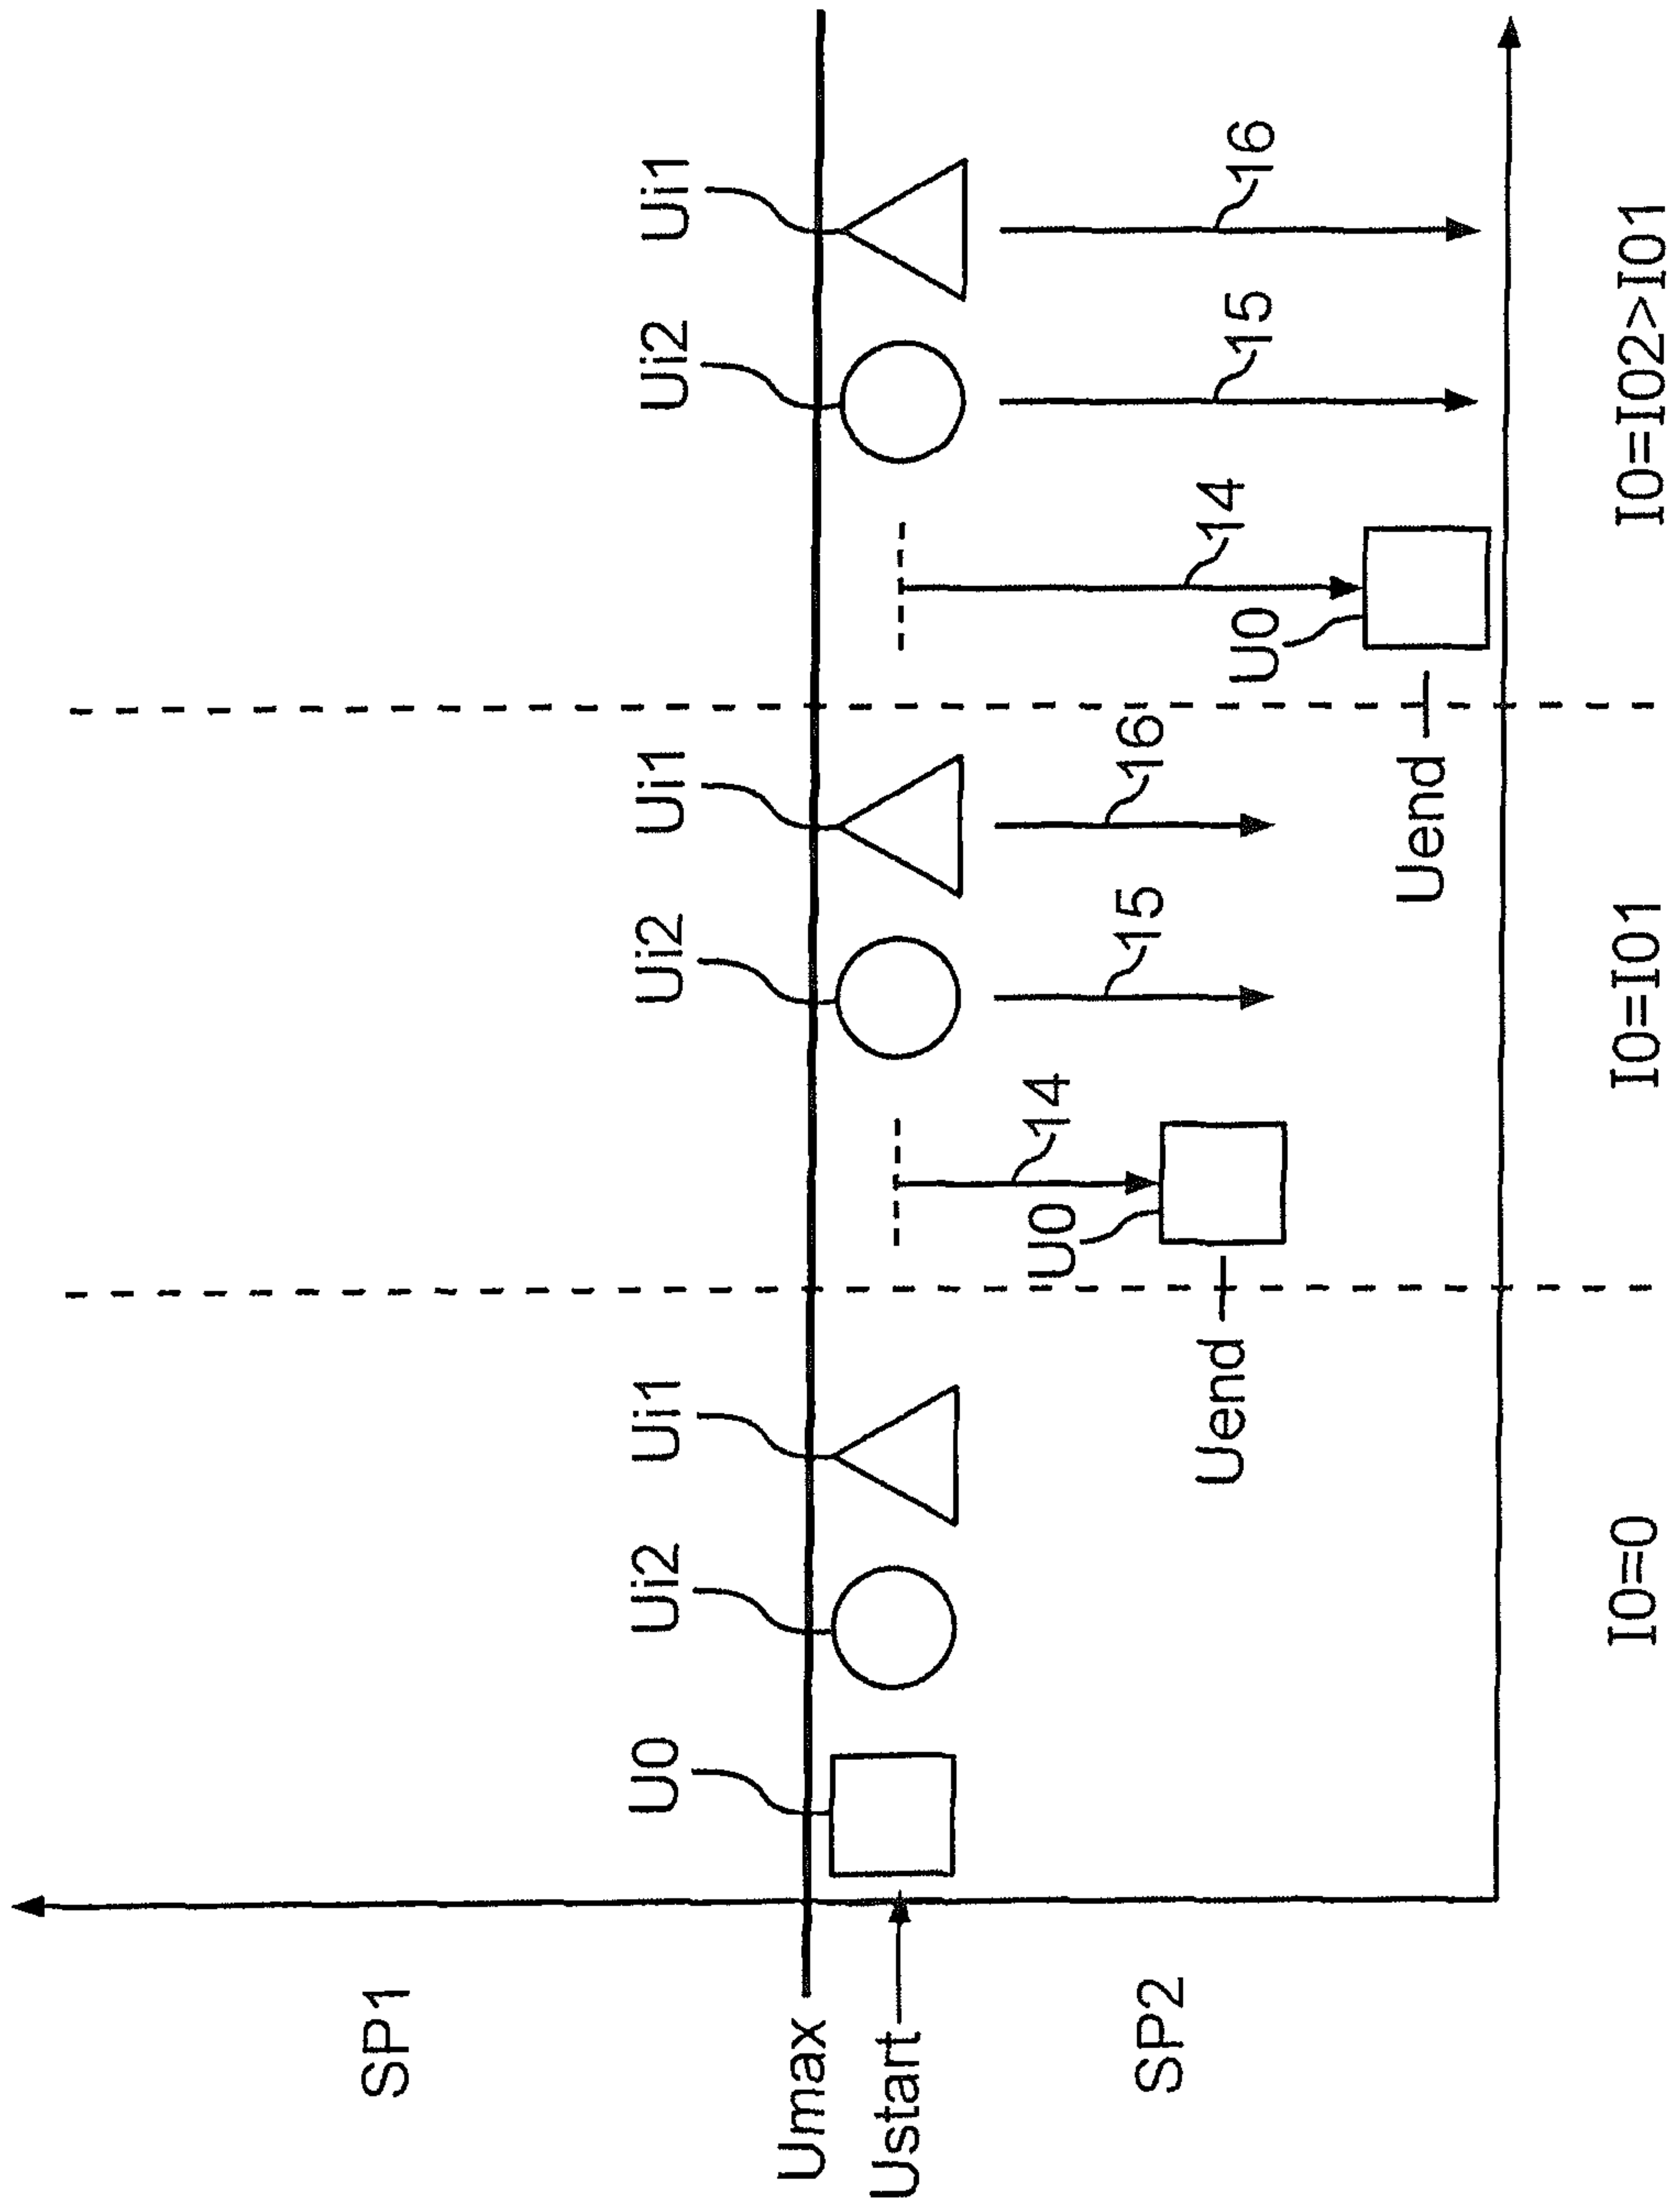 SP1
Umax
Ustart
SP2
U0
Ui2
Ui1
Uend
U0
14
Ui2
15
Ui1
16
Uend
U0
14
Ui2
15
Ui1
16
I0=0
I0=I01
I0=I02>I01